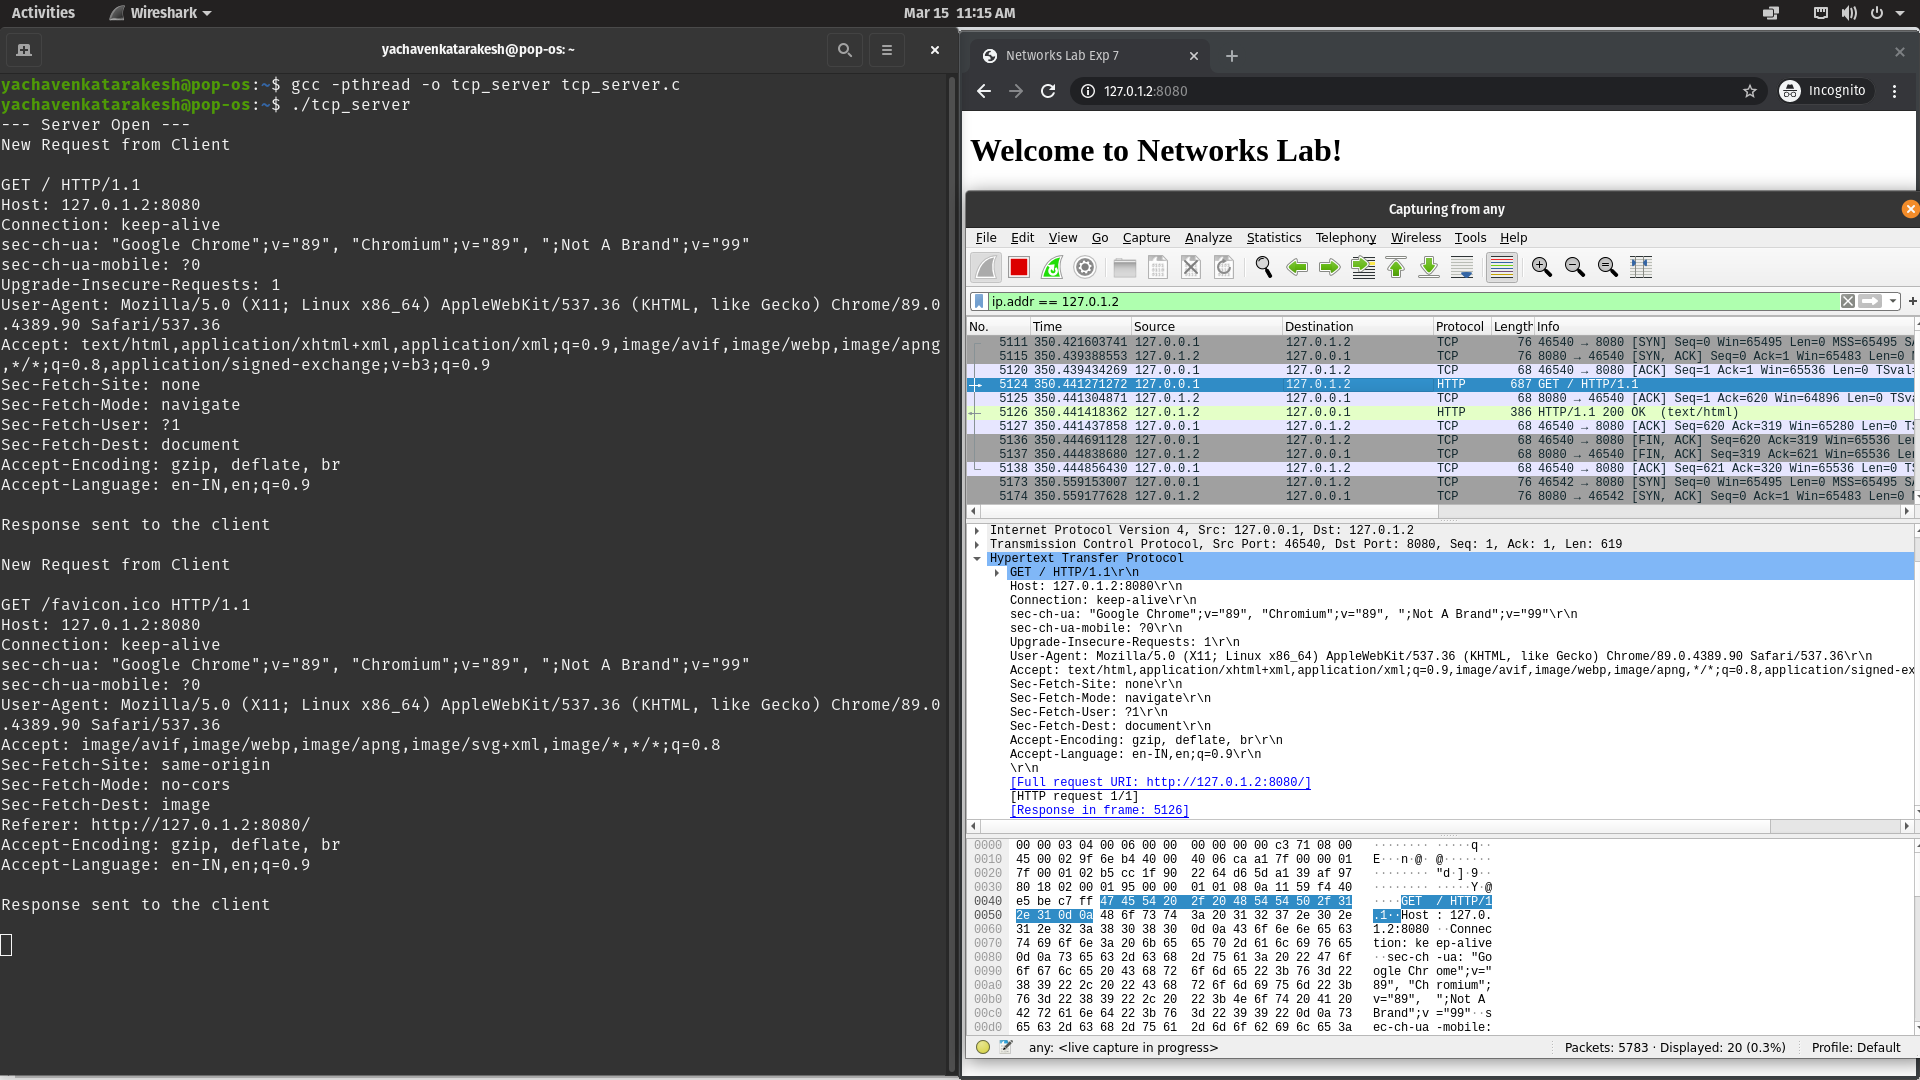 Activities
Wireshark
Mar 15 11:15 AM
yachavenkatarakesh@pop-os: ~
yachavenkatarakesh@pop-os:~$ gcc -pthread -o tcp_server tcp_server.c
yachavenkatarakesh@pop-os:~$ ./tcp_server
--- Server Open ---
New Request from Client
GET / HTTP/1.1
Host: 127.0.1.2:8080
Connection: keep-alive
sec-ch-ua: "Google Chrome";v="89", "Chromium";v="89", ";Not A Brand";v="99"
sec-ch-ua-mobile: ?0
Upgrade-Insecure-Requests: 1
User-Agent: Mozilla/5.0 (X11; Linux x86_64) AppleWebKit/537.36 (KHTML, like Gecko) Chrome/89.0
.4389.90 Safari/537.36
Accept: text/html,application/xhtml+xml,application/xml;q=0.9,image/avif,image/webp,image/apng
,*/*;q=0.8,application/signed-exchange;v=b3;q=0.9
Sec-Fetch-Site: none
Sec-Fetch-Mode: navigate
Sec-Fetch-User: ?1
Sec-Fetch-Dest: document
Accept-Encoding: gzip, deflate, br
Accept-Language: en-IN,en;q=0.9
Response sent to the client
New Request from Client
GET /favicon.ico HTTP/1.1
Host: 127.0.1.2:8080
Connection: keep-alive
sec-ch-ua: "Google Chrome";v="89", "Chromium";v="89", ";Not A Brand";v="99"
sec-ch-ua-mobile: ?0
User-Agent: Mozilla/5.0 (X11; Linux x86_64) AppleWebKit/537.36 (KHTML, like Gecko) Chrome/89.0
.4389.90 Safari/537.36
Accept: image/avif,image/webp,image/apng,image/svg+xml,image/*,*/*;q=0.8
Sec-Fetch-Site: same-origin
Sec-Fetch-Mode: no-cors
Sec-Fetch-Dest: image
Referer: http://127.0.1.2:8080/
Accept-Encoding: gzip, deflate, br
Accept-Language: en-IN,en;q=0.9
Response sent to the client
Networks Lab Exp 7
127.0.1.2:8080
Incognito
Welcome to Networks Lab!
Capturing from any
File Edit View Go Capture Analyze Statistics Telephony Wireless Tools Help
ip.addr == 127.0.1.2
No. Time Source Destination Protocol Length Info
5111 350.421603741 127.0.0.1 127.0.1.2 TCP 76 46540 → 8080 [SYN] Seq=0 Win=65495 Len=0 MSS=65495 SA
5115 350.439388553 127.0.1.2 127.0.0.1 TCP 76 8080 → 46540 [SYN, ACK] Seq=0 Ack=1 Win=65483 Len=0 M
5120 350.439434269 127.0.0.1 127.0.1.2 TCP 68 46540 → 8080 [ACK] Seq=1 Ack=1 Win=65536 Len=0 TSval=
5124 350.441271272 127.0.0.1 127.0.1.2 HTTP 687 GET / HTTP/1.1
5125 350.441304871 127.0.1.2 127.0.0.1 TCP 68 8080 → 46540 [ACK] Seq=1 Ack=620 Win=64896 Len=0 TSva
5126 350.441418362 127.0.1.2 127.0.0.1 HTTP 386 HTTP/1.1 200 OK (text/html)
5127 350.441437858 127.0.0.1 127.0.1.2 TCP 68 46540 → 8080 [ACK] Seq=620 Ack=319 Win=65280 Len=0 TS
5136 350.444691128 127.0.0.1 127.0.1.2 TCP 68 46540 → 8080 [FIN, ACK] Seq=620 Ack=319 Win=65536 Le
5137 350.444838680 127.0.1.2 127.0.0.1 TCP 68 8080 → 46540 [FIN, ACK] Seq=319 Ack=621 Win=65536 Le
5138 350.444856430 127.0.0.1 127.0.1.2 TCP 68 46540 → 8080 [ACK] Seq=621 Ack=320 Win=65536 Len=0 TS
5173 350.559153007 127.0.0.1 127.0.1.2 TCP 76 46542 → 8080 [SYN] Seq=0 Win=65495 Len=0 MSS=65495 SA
5174 350.559177628 127.0.1.2 127.0.0.1 TCP 76 8080 → 46542 [SYN, ACK] Seq=0 Ack=1 Win=65483 Len=0 M
Internet Protocol Version 4, Src: 127.0.0.1, Dst: 127.0.1.2
Transmission Control Protocol, Src Port: 46540, Dst Port: 8080, Seq: 1, Ack: 1, Len: 619
Hypertext Transfer Protocol
GET / HTTP/1.1\r\n
Host: 127.0.1.2:8080\r\n
Connection: keep-alive\r\n
sec-ch-ua: "Google Chrome";v="89", "Chromium";v="89", ";Not A Brand";v="99"\r\n
sec-ch-ua-mobile: ?0\r\n
Upgrade-Insecure-Requests: 1\r\n
User-Agent: Mozilla/5.0 (X11; Linux x86_64) AppleWebKit/537.36 (KHTML, like Gecko) Chrome/89.0.4389.90 Safari/537.36\r\n
Accept: text/html,application/xhtml+xml,application/xml;q=0.9,image/avif,image/webp,image/apng,*/*;q=0.8,application/signed-ex
Sec-Fetch-Site: none\r\n
Sec-Fetch-Mode: navigate\r\n
Sec-Fetch-User: ?1\r\n
Sec-Fetch-Dest: document\r\n
Accept-Encoding: gzip, deflate, br\r\n
Accept-Language: en-IN,en;q=0.9\r\n
\r\n
[Full request URI: http://127.0.1.2:8080/]
[HTTP request 1/1]
[Response in frame: 5126]
0000 00 00 03 04 00 06 00 00 00 00 00 00 c3 71 08 00 ········ ·····q··
0010 45 00 02 9f 6e b4 40 00 40 06 ca a1 7f 00 00 01 E···n·@· @·······
0020 7f 00 01 02 b5 cc 1f 90 22 64 d6 5d a1 39 af 97 ········ "d·]·9··
0030 80 18 02 00 01 95 00 00 01 01 08 0a 11 59 f4 40 ········ ·····Y·@
0040 e5 be c7 ff 47 45 54 20 2f 20 48 54 54 50 2f 31 ····GET / HTTP/1
0050 2e 31 0d 0a 48 6f 73 74 3a 20 31 32 37 2e 30 2e .1··Host : 127.0.
0060 31 2e 32 3a 38 30 38 30 0d 0a 43 6f 6e 6e 65 63 1.2:8080 ··Connec
0070 74 69 6f 6e 3a 20 6b 65 65 70 2d 61 6c 69 76 65 tion: ke ep-alive
0080 0d 0a 73 65 63 2d 63 68 2d 75 61 3a 20 22 47 6f ··sec-ch -ua: "Go
0090 6f 67 6c 65 20 43 68 72 6f 6d 65 22 3b 76 3d 22 ogle Chr ome";v="
00a0 38 39 22 2c 20 22 43 68 72 6f 6d 69 75 6d 22 3b 89", "Ch romium";
00b0 76 3d 22 38 39 22 2c 20 22 3b 4e 6f 74 20 41 20 v="89", ";Not A
00c0 42 72 61 6e 64 22 3b 76 3d 22 39 39 22 0d 0a 73 Brand";v ="99"··s
00d0 65 63 2d 63 68 2d 75 61 2d 6d 6f 62 69 6c 65 3a ec-ch-ua -mobile:
any: <live capture in progress>
Packets: 5783 · Displayed: 20 (0.3%)
Profile: Default